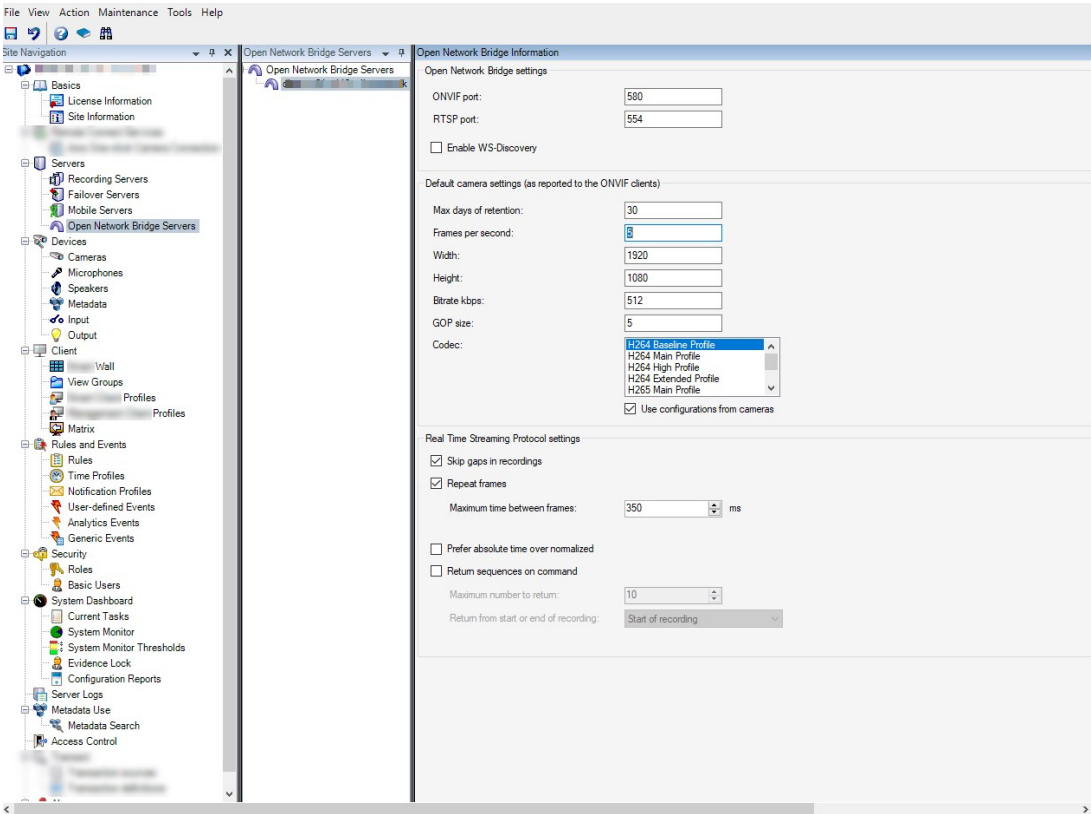 File View Action Maintenance Tools Help
Site Navigation
Basics
License Information
Site Information
Servers
Recording Servers
Failover Servers
Mobile Servers
Open Network Bridge Servers
Devices
Cameras
Microphones
Speakers
Metadata
Input
Output
Client
Wall
View Groups
Profiles
Profiles
Matrix
Rules and Events
Rules
Time Profiles
Notification Profiles
User-defined Events
Analytics Events
Generic Events
Security
Roles
Basic Users
System Dashboard
Current Tasks
System Monitor
System Monitor Thresholds
Evidence Lock
Configuration Reports
Server Logs
Metadata Use
Metadata Search
Access Control
Open Network Bridge Servers
Open Network Bridge Servers
Open Network Bridge Information
Open Network Bridge settings
ONVIF port: 580
RTSP port: 554
Enable WS-Discovery
Default camera settings (as reported to the ONVIF clients)
Max days of retention: 30
Frames per second: 5
Width: 1920
Height: 1080
Bitrate kbps: 512
GOP size: 5
Codec: H264 Baseline Profile
H264 Main Profile
H264 High Profile
H264 Extended Profile
H265 Main Profile
Use configurations from cameras
Real Time Streaming Protocol settings
Skip gaps in recordings
Repeat frames
Maximum time between frames: 350 ms
Prefer absolute time over normalized
Return sequences on command
Maximum number to return: 10
Return from start or end of recording: Start of recording